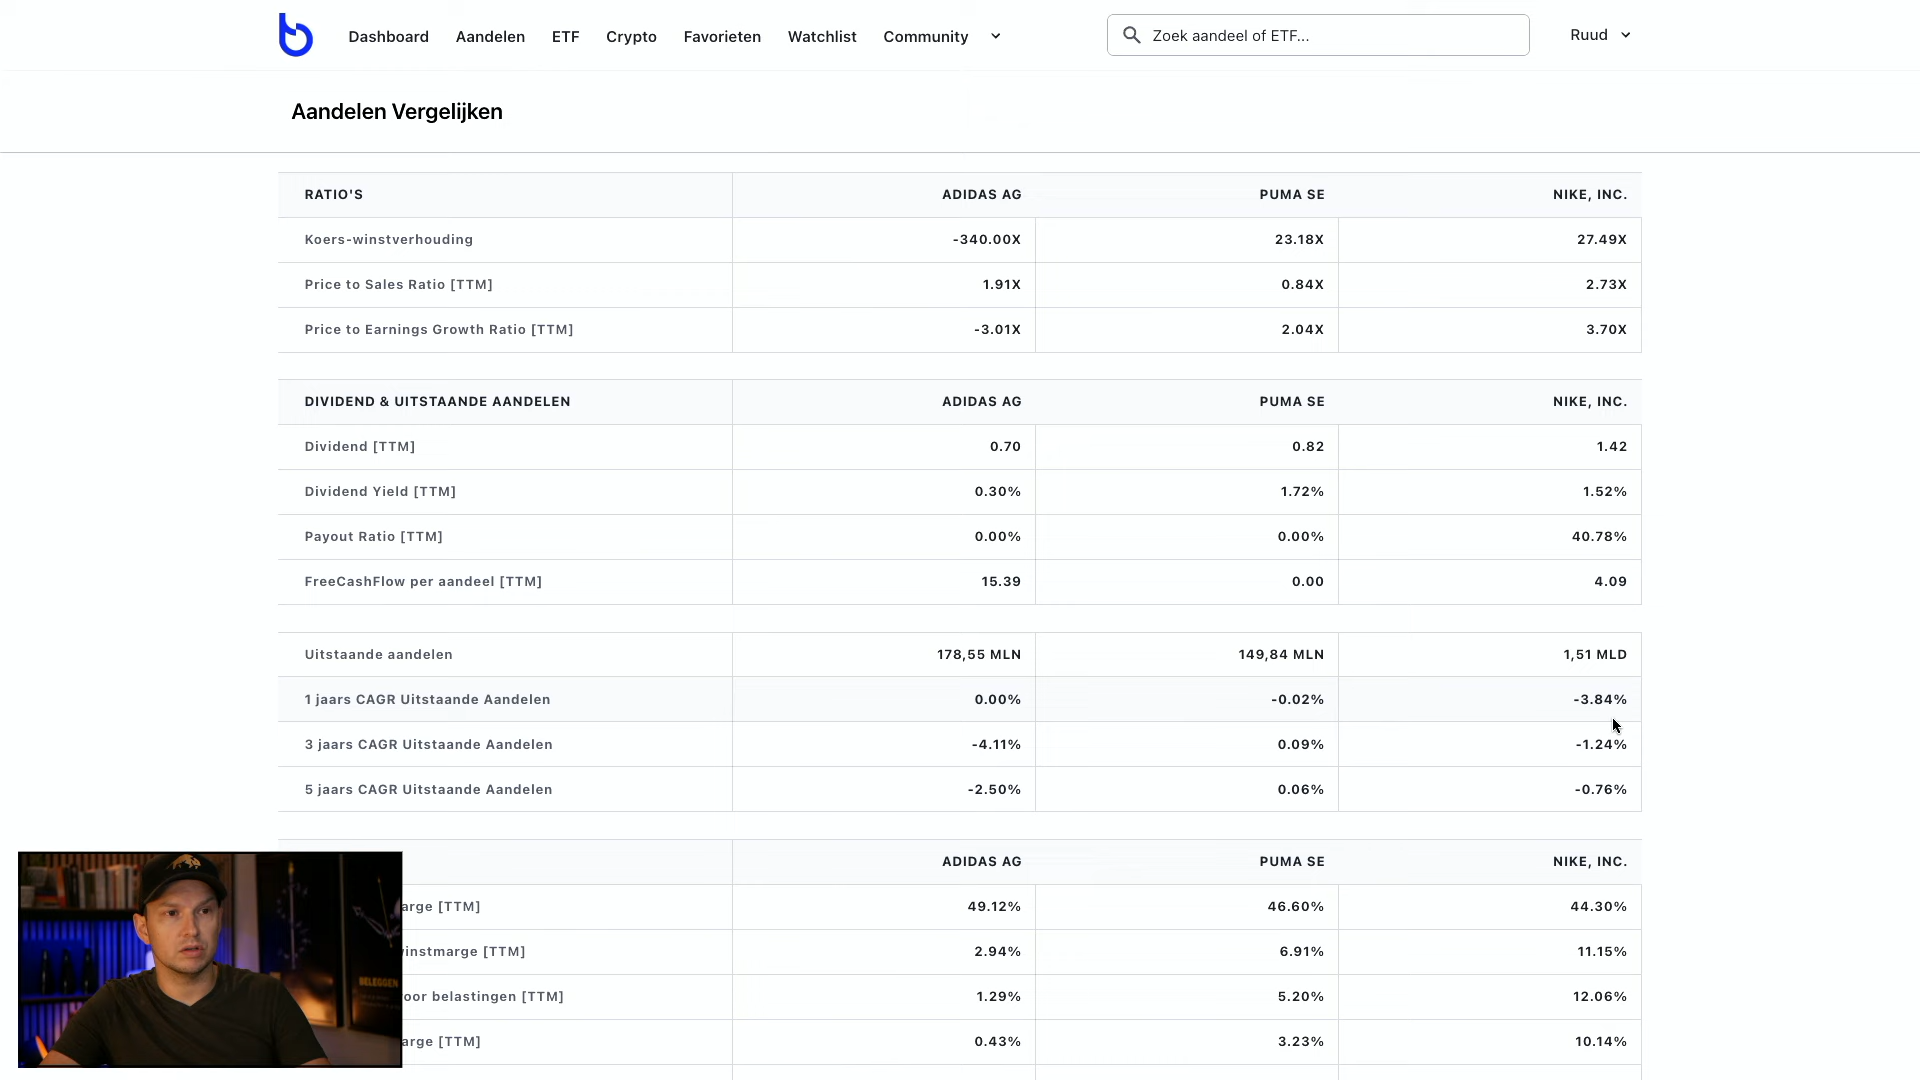 Dashboard Aandelen ETF Crypto Favorieten Watchlist Community Zoek aandeel of ETF... Ruud
Aandelen Vergelijken
RATIO'S ADIDAS AG PUMA SE NIKE, INC.
Koers-winstverhouding -340.00X 23.18X 27.49X
Price to Sales Ratio [TTM] 1.91X 0.84X 2.73X
Price to Earnings Growth Ratio [TTM] -3.01X 2.04X 3.70X
DIVIDEND & UITSTAANDE AANDELEN ADIDAS AG PUMA SE NIKE, INC.
Dividend [TTM] 0.70 0.82 1.42
Dividend Yield [TTM] 0.30% 1.72% 1.52%
Payout Ratio [TTM] 0.00% 0.00% 40.78%
FreeCashFlow per aandeel [TTM] 15.39 0.00 4.09
Uitstaande aandelen 178,55 MLN 149,84 MLN 1,51 MLD
1 jaars CAGR Uitstaande Aandelen 0.00% -0.02% -3.84%
3 jaars CAGR Uitstaande Aandelen -4.11% 0.09% -1.24%
5 jaars CAGR Uitstaande Aandelen -2.50% 0.06% -0.76%
ADIDAS AG PUMA SE NIKE, INC.
arge [TTM] 49.12% 46.60% 44.30%
winstmarge [TTM] 2.94% 6.91% 11.15%
oor belastingen [TTM] 1.29% 5.20% 12.06%
arge [TTM] 0.43% 3.23% 10.14%
BELEGGEN